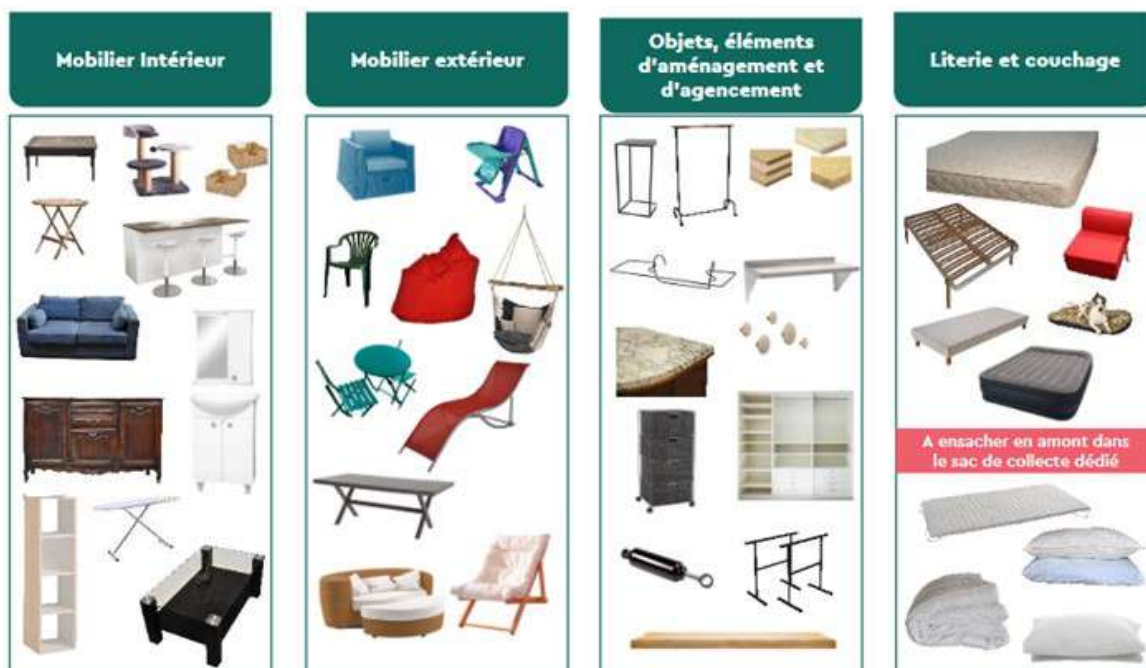 Mobilier Intérieur
Mobilier extérieur
Objets, éléments
d'aménagement et
d'agencement
Literie et couchage
A ensacher en amont dans
le sac de collecte dédié